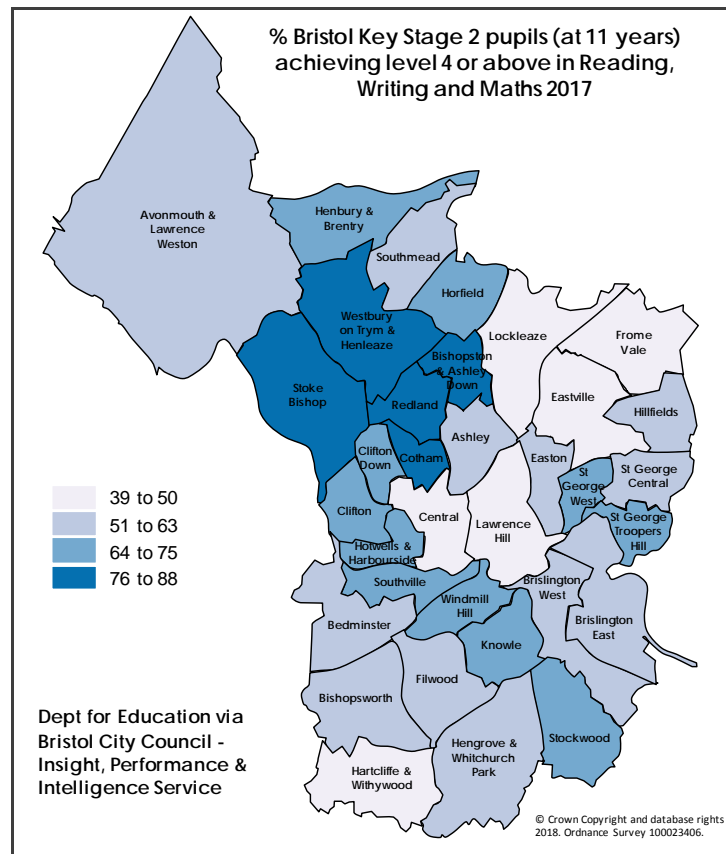 % Bristol Key Stage 2 pupils (at 11 years)
achieving level 4 or above in Reading,
Writing and Maths 2017
Avonmouth &
Lawrence
Weston
Henbury &
Brentry
Southmead
Horfield
Westbury
on Trym &
Henleaze
Lockleaze
Frome
Vale
Bishopston
& Ashley
Down
Stoke
Bishop
Redland
Eastville
Hillfields
Ashley
Clifton
Down
Cotham
Easton
St
George
West
St George
Central
39 to 50
51 to 63
64 to 75
76 to 88
Clifton
Central
Lawrence
Hill
St George
Troopers
Hill
Hotwells &
Harbourside
Southville
Windmill
Hill
Brislington
West
Brislington
East
Bedminster
Knowle
Filwood
Bishopsworth
Stockwood
Hengrove &
Whitchurch
Park
Hartcliffe
& Withywood
Dept for Education via
Bristol City Council -
Insight, Performance &
Intelligence Service
© Crown Copyright and database rights
2018. Ordnance Survey 100023406.